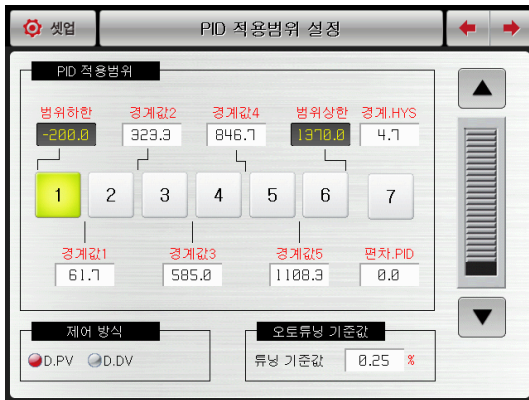 셋업
PID 적용범위 설정
PID 적용범위
범위하한 경계값2 경계값4 범위상한 경계.HYS
-200.0 323.3 846.7 1370.0 4.7
1 2 3 4 5 6 7
경계값1 경계값3 경계값5 편차.PID
61.7 585.0 1108.3 0.0
제어 방식
D.PV D.DV
오토튜닝 기준값
튜닝 기준값 0.25 %